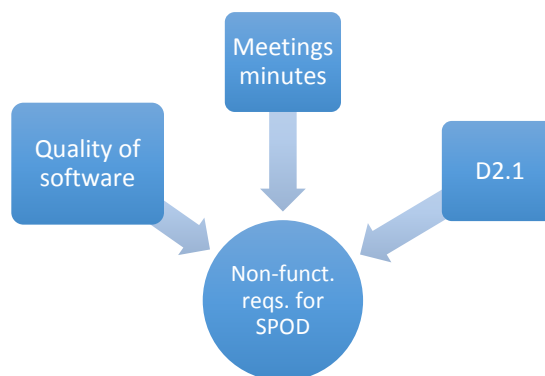 Meetings
minutes
Quality of
software
D2.1
Non-funct.
reqs. for
SPOD